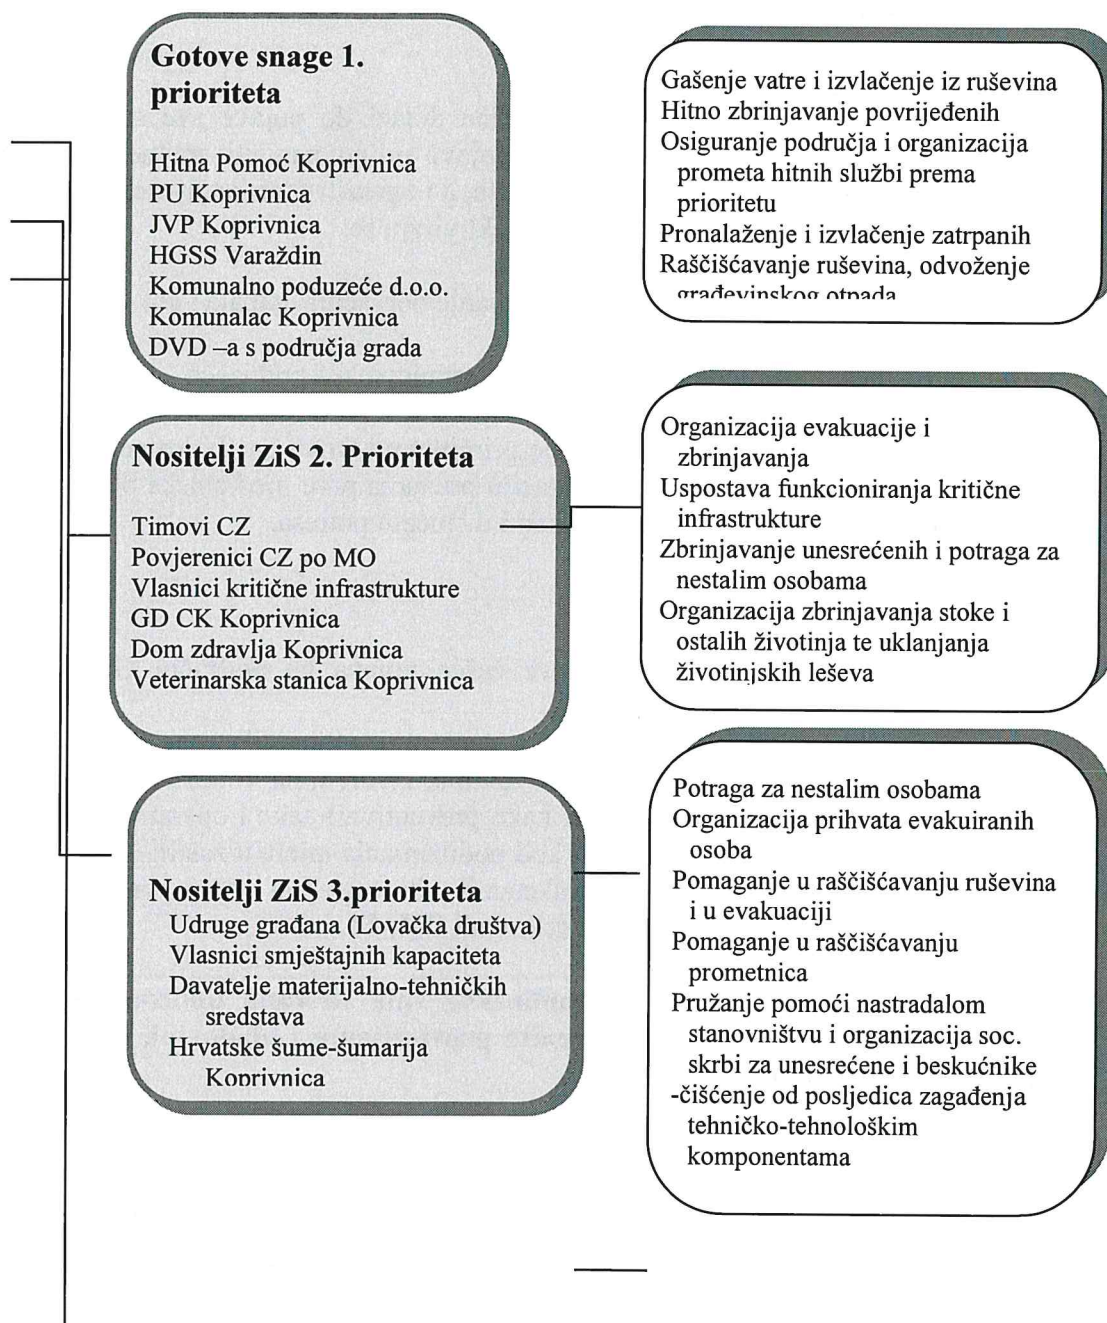 Gotove snage 1.
prioriteta
Hitna Pomoć Koprivnica
PU Koprivnica
JVP Koprivnica
HGSS Varaždin
Komunalno poduzeće d.o.o.
Komunalac Koprivnica
DVD –a s područja grada
Gašenje vatre i izvlačenje iz ruševina
Hitno zbrinjavanje povrijeđenih
Osiguranje područja i organizacija
prometa hitnih službi prema
prioritetu
Pronalaženje i izvlačenje zatrpanih
Raščišćavanje ruševina, odvoženje
građevinskog otpada
Nositelji ZiS 2. Prioriteta
Timovi CZ
Povjerenici CZ po MO
Vlasnici kritične infrastrukture
GD CK Koprivnica
Dom zdravlja Koprivnica
Veterinarska stanica Koprivnica
Organizacija evakuacije i
zbrinjavanja
Uspostava funkcioniranja kritične
infrastrukture
Zbrinjavanje unesrećenih i potraga za
nestalim osobama
Organizacija zbrinjavanja stoke i
ostalih životinja te uklanjanja
životinjskih leševa
Nositelji ZiS 3.prioriteta
Udruge građana (Lovačka društva)
Vlasnici smještajnih kapaciteta
Davatelje materijalno-tehničkih
sredstava
Hrvatske šume-šumarija
Koprivnica
Potraga za nestalim osobama
Organizacija prihvata evakuiranih
osoba
Pomaganje u raščišćavanju ruševina
i u evakuaciji
Pomaganje u raščišćavanju
prometnica
Pružanje pomoći nastradalom
stanovništvu i organizacija soc.
skrbi za unesrećene i beskućnike
-čišćenje od posljedica zagađenja
tehničko-tehnološkim
komponentama